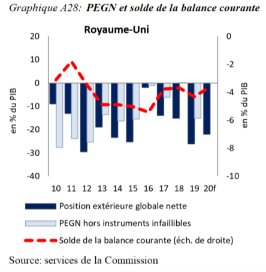 Graphique A28: PEGN et solde de la balance courante
Royaume-Uni
20
10
0
-10
-20
-30
-40
en % du PIB
0
-2
-4
-6
-8
-10
en % du PIB
10 11 12 13 14 15 16 17 18 19 20f
Position extérieure globale nette
PEGN hors instruments infaillibles
Solde de la balance courante (éch. de droite)
Source: services de la Commission